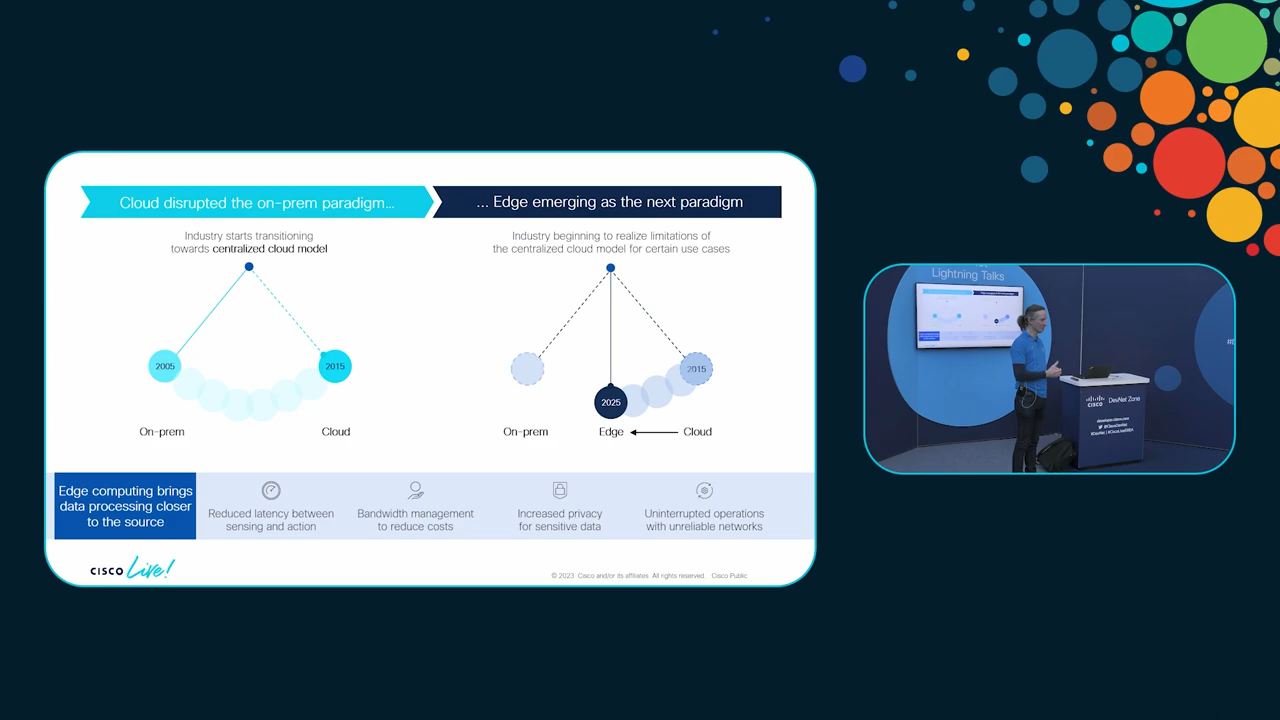 Cloud disrupted the on-prem paradigm...
... Edge emerging as the next paradigm
Industry starts transitioning
towards centralized cloud model
Industry beginning to realize limitations of
the centralized cloud model for certain use cases
2005
2015
2015
2025
On-prem
Cloud
On-prem
Edge
Cloud
Edge computing brings
data processing closer
to the source
Reduced latency between
sensing and action
Bandwidth management
to reduce costs
Increased privacy
for sensitive data
Uninterrupted operations
with unreliable networks
CISCO Live!
© 2023 Cisco and/or its affiliates. All rights reserved. Cisco Public
Lightning Talks
CISCO
DevNet Zone